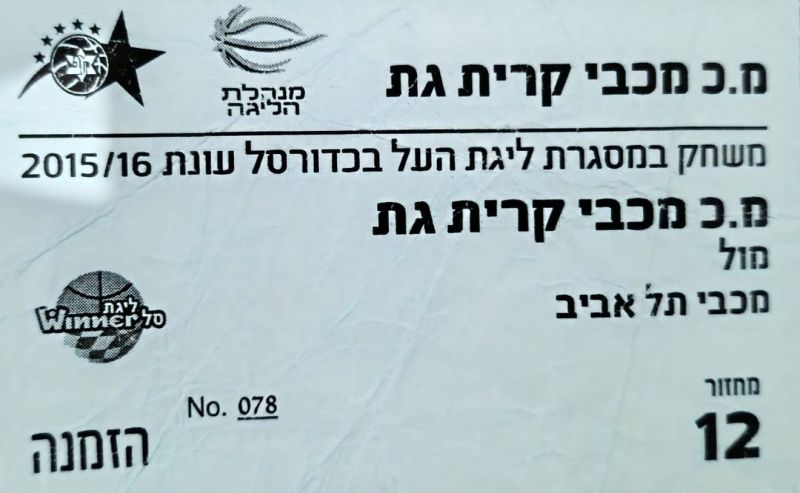 מ.כ מכבי קרית גת
מנהלת
הליגה
משחק במסגרת ליגת העל בכדורסל עונת 2015/16
מ.כ מכבי קרית גת
מול
מכבי תל אביב
ליגת
Winner סל
מחזור
12
No. 078
הזמנה